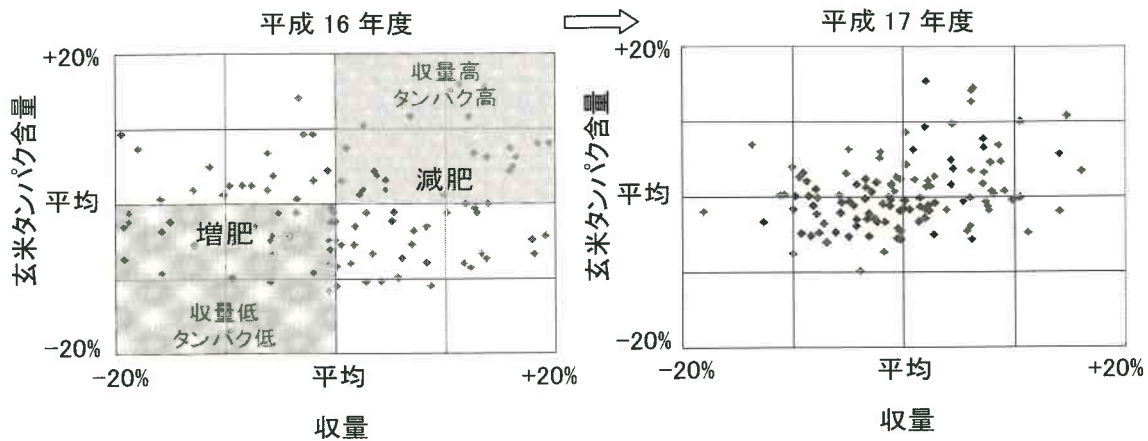 平成 16 年度
平成 17 年度
+20%
収量高
タンパク高
玄米タンパク含量
平均
減肥
増肥
収量低
タンパク低
-20%
-20%
平均
+20%
収量
+20%
玄米タンパク含量
平均
-20%
-20%
平均
+20%
収量